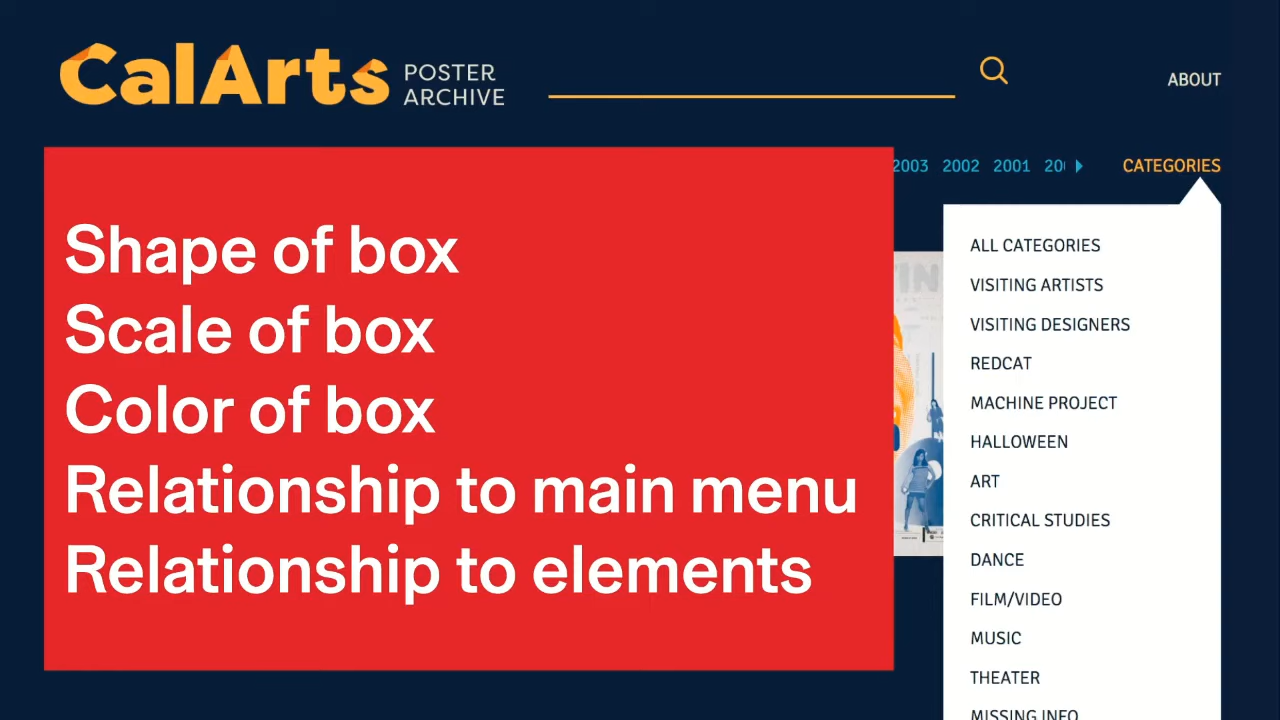 CalArts
POSTER
ARCHIVE
ABOUT
2003 2002 2001
CATEGORIES
Shape of box
Scale of box
Color of box
Relationship to main menu
Relationship to elements
ALL CATEGORIES
VISITING ARTISTS
VISITING DESIGNERS
REDCAT
MACHINE PROJECT
HALLOWEEN
ART
CRITICAL STUDIES
DANCE
FILM/VIDEO
MUSIC
THEATER
MISSING INFO